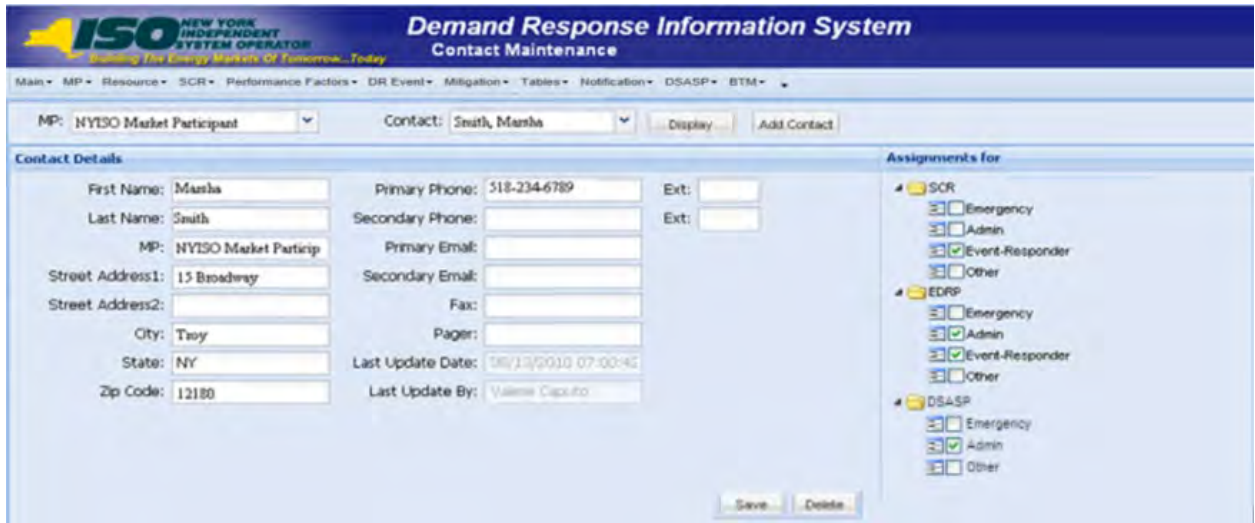 NEW YORK
ISO INDEPENDENT
SYSTEM OPERATOR
Building The Energy Markets Of Tomorrow...Today
Demand Response Information System
Contact Maintenance
Main MP Resource SCR Performance Factors DR Event Mitigation Tables Notification DSASP BTM
MP: NYISO Market Participant Contact: Smith, Marsha Display Add Contact
Contact Details Assignments for
First Name: Marsha Primary Phone: 518-234-6789 Ext:
Last Name: Smith Secondary Phone: Ext:
MP: NYISO Market Particip Primary Email:
Street Address1: 15 Broadway Secondary Email:
Street Address2: Fax:
City: Troy Pager:
State: NY Last Update Date: 07:00:42
Zip Code: 12180 Last Update By: Valerie Caputo
SCR
Emergency
Admin
Event-Responder
Other
EDRP
Emergency
Admin
Event-Responder
Other
DSASP
Emergency
Admin
Other
Save Delete